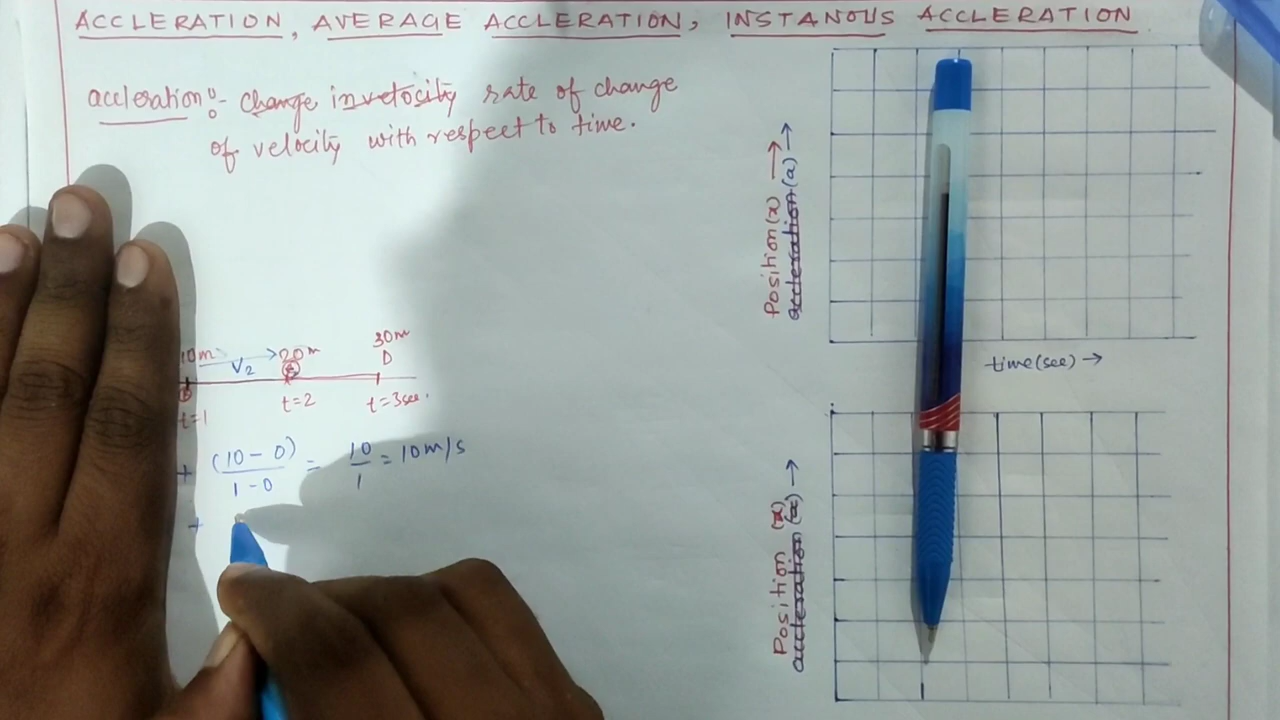 ACCLERATION, AVERAGE ACCLERATION, INSTANOUS ACCLERATION
accleration :- change in velocity rate of change
of velocity with respect to time.
10m V2 20m 30m
B D
t=1 t=2 t=3sec.
+ (10-0)/1-0 = 10/1 = 10m/s
+
Position (x)
accleration (a)
time(sec)
Position (x)
accleration (a)